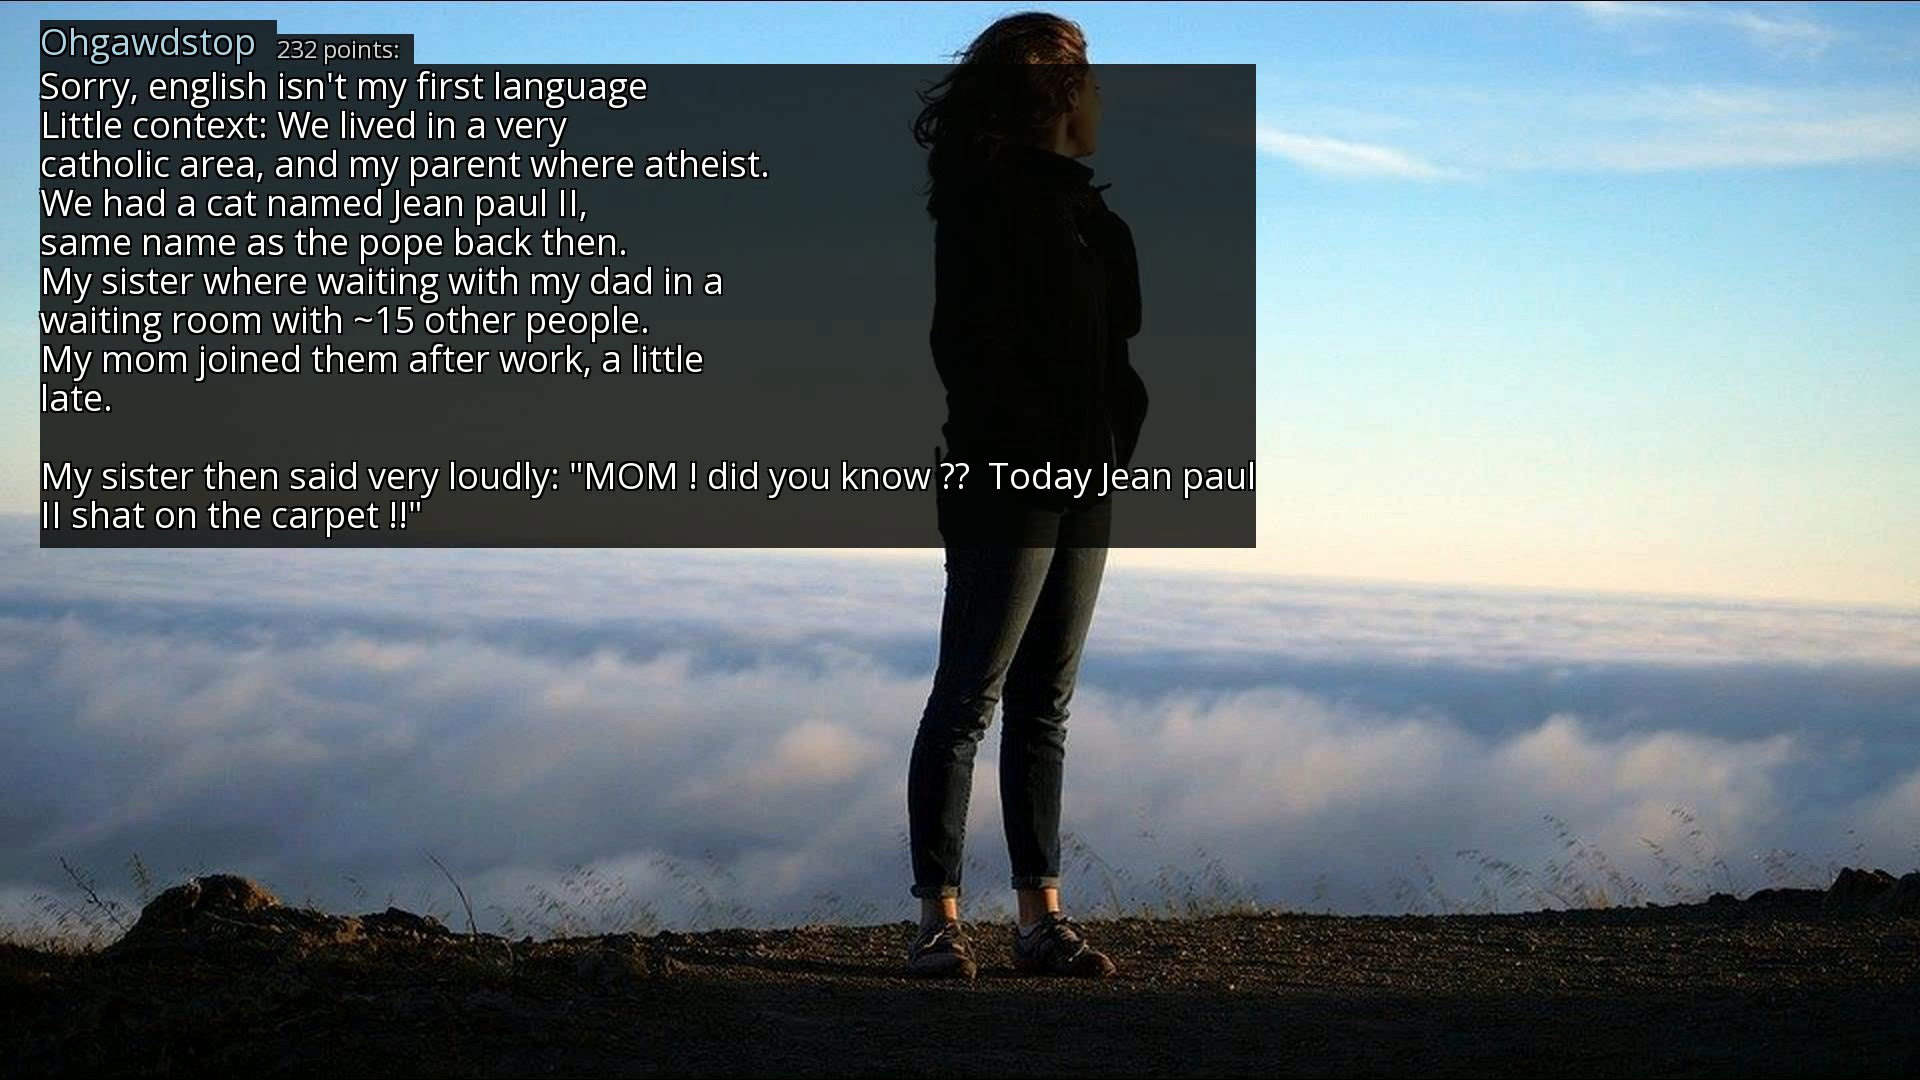 Ohgawdstop 232 points:
Sorry, english isn't my first language
Little context: We lived in a very
catholic area, and my parent where atheist.
We had a cat named Jean paul II,
same name as the pope back then.
My sister where waiting with my dad in a
waiting room with ~15 other people.
My mom joined them after work, a little
late.
My sister then said very loudly: "MOM ! did you know ??  Today Jean paul
II shat on the carpet !!"